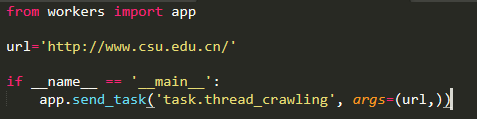 from workers import app
url='http://www.csu.edu.cn/'
if __name__ == '__main__':
    app.send_task('task.thread_crawling', args=(url,))